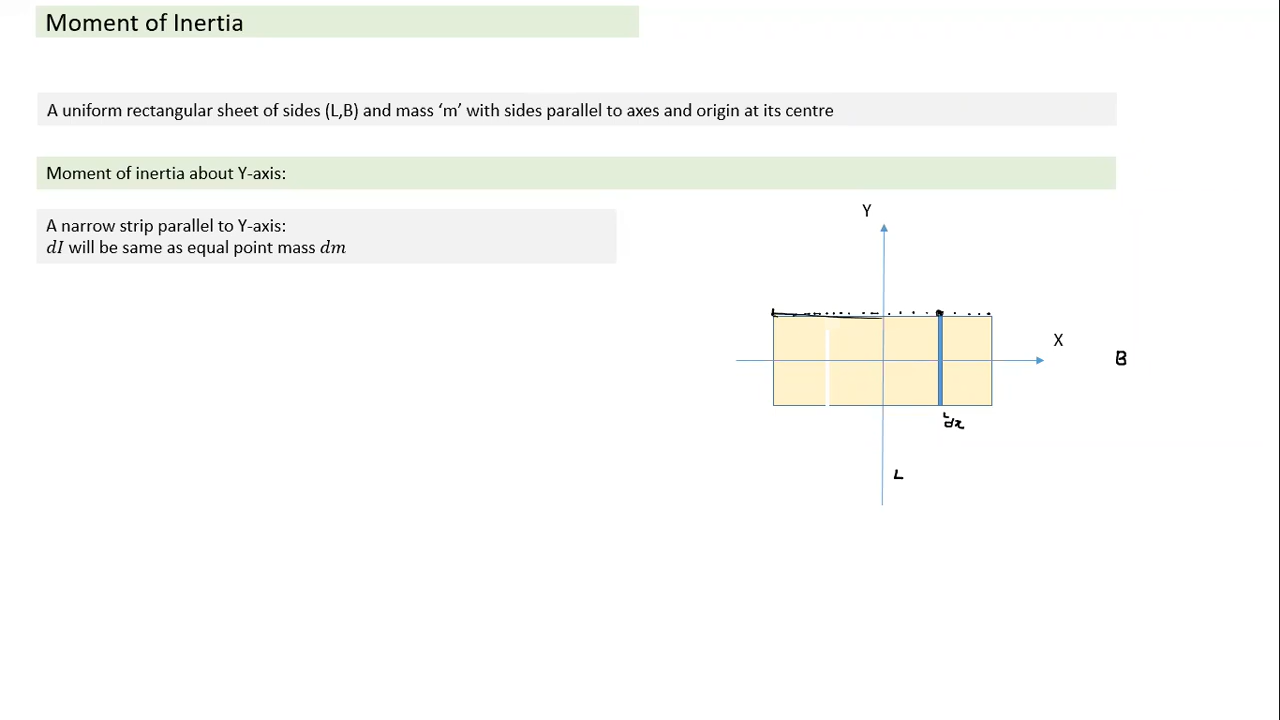 Moment of Inertia
A uniform rectangular sheet of sides (L,B) and mass ‘m’ with sides parallel to axes and origin at its centre
Moment of inertia about Y-axis:
A narrow strip parallel to Y-axis:
dI will be same as equal point mass dm
Y
X
B
dx
L